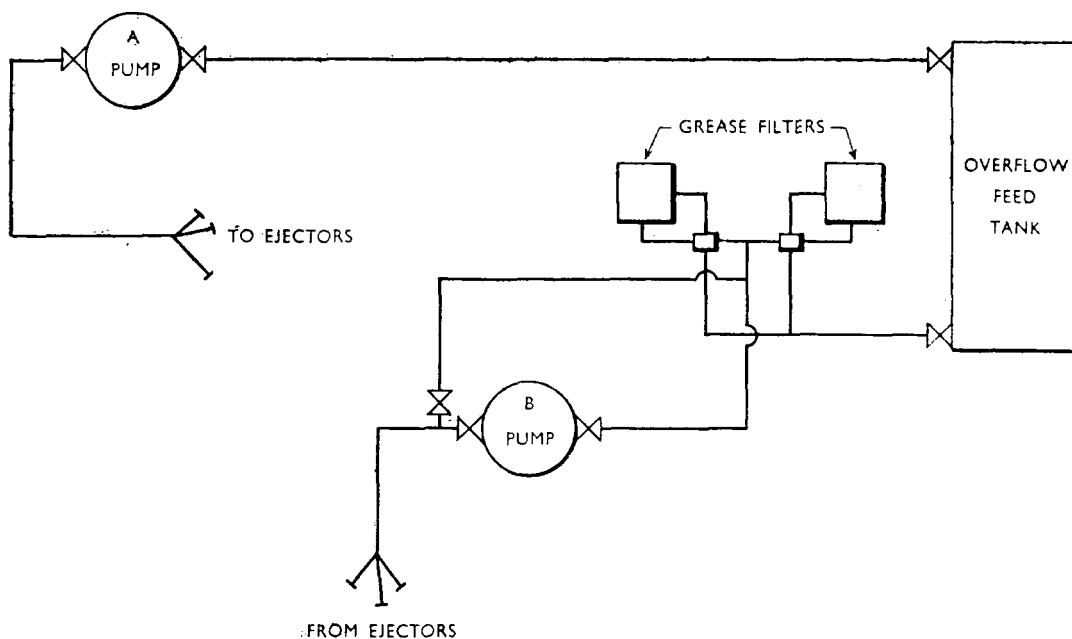 A
PUMP
GREASE FILTERS
OVERFLOW
FEED
TANK
TO EJECTORS
B
PUMP
FROM EJECTORS